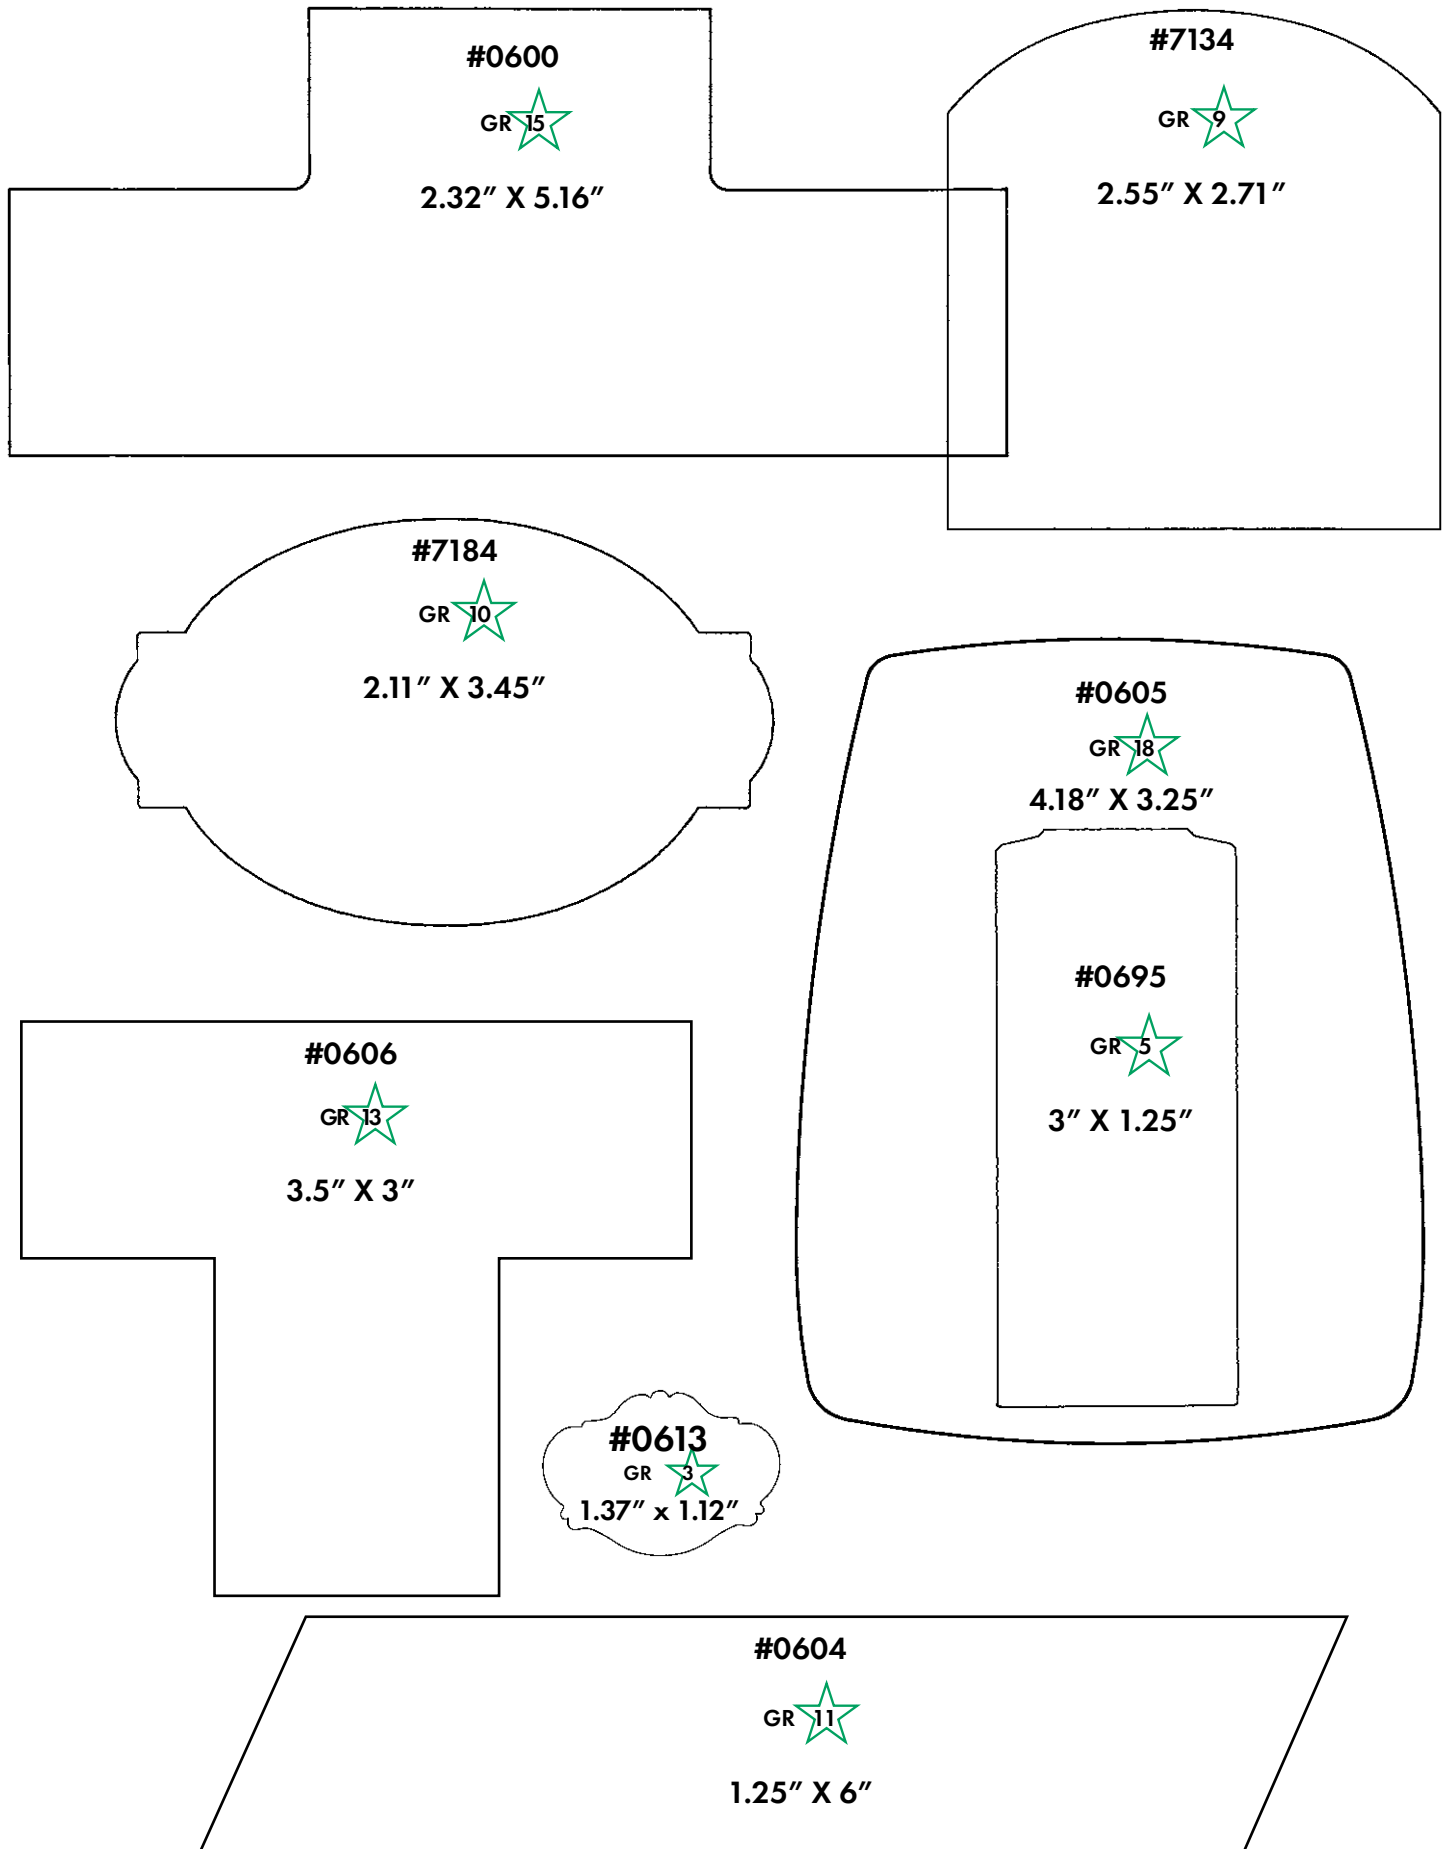 #0600
GR 15
2.32” X 5.16”
#7134
GR 9
2.55” X 2.71”
#7184
GR 10
2.11” X 3.45”
#0605
GR 18
4.18” X 3.25”
#0695
GR 5
3” X 1.25”
#0606
GR 13
3.5” X 3”
#0613
GR 3
1.37” x 1.12”
#0604
GR 11
1.25” X 6”